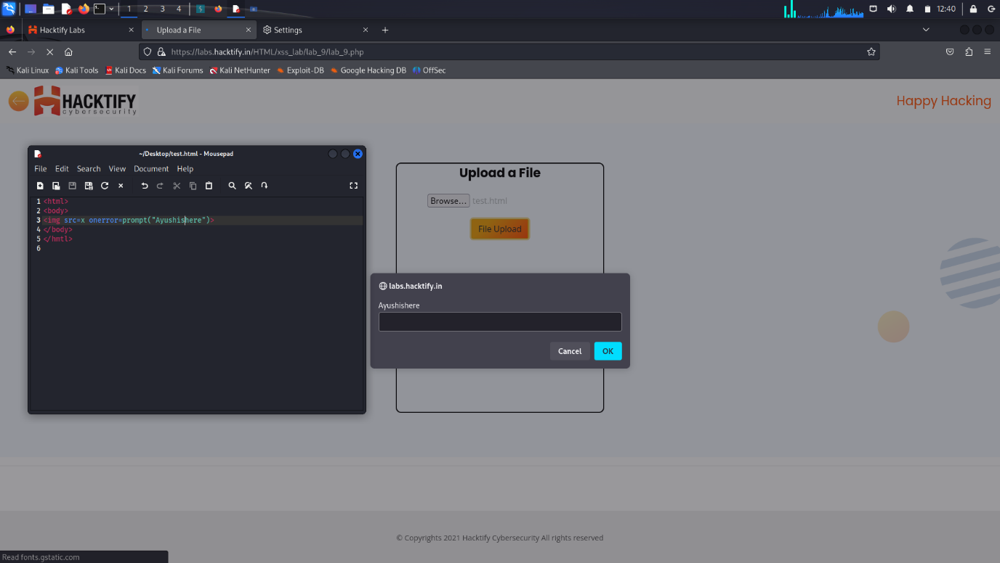 1 2 3 4 12:40
Hacktify Labs Upload a File Settings
https://labs.hacktify.in/HTML/xss_lab/lab_9/lab_9.php
Kali Linux Kali Tools Kali Docs Kali Forums Kali NetHunter Exploit-DB Google Hacking DB OffSec
HACKTIFY
cybersecurity
Happy Hacking
~/Desktop/test.html - Mousepad
File Edit Search View Document Help
1 <html>
2 <body>
3 <img src=x onerror=prompt("Ayushishere")>
4 </body>
5 </hmtl>
6
Upload a File
Browse... test.html
File Upload
labs.hacktify.in
Ayushishere
Cancel OK
© Copyrights 2021 Hacktify Cybersecurity All rights reserved
Read fonts.gstatic.com